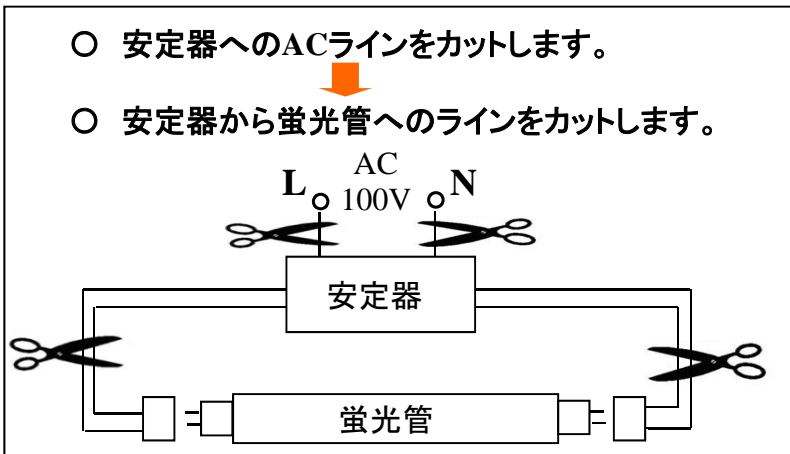 ○ 安定器へのACラインをカットします。
○ 安定器から蛍光管へのラインをカットします。
AC
L 100V N
安定器
蛍光管